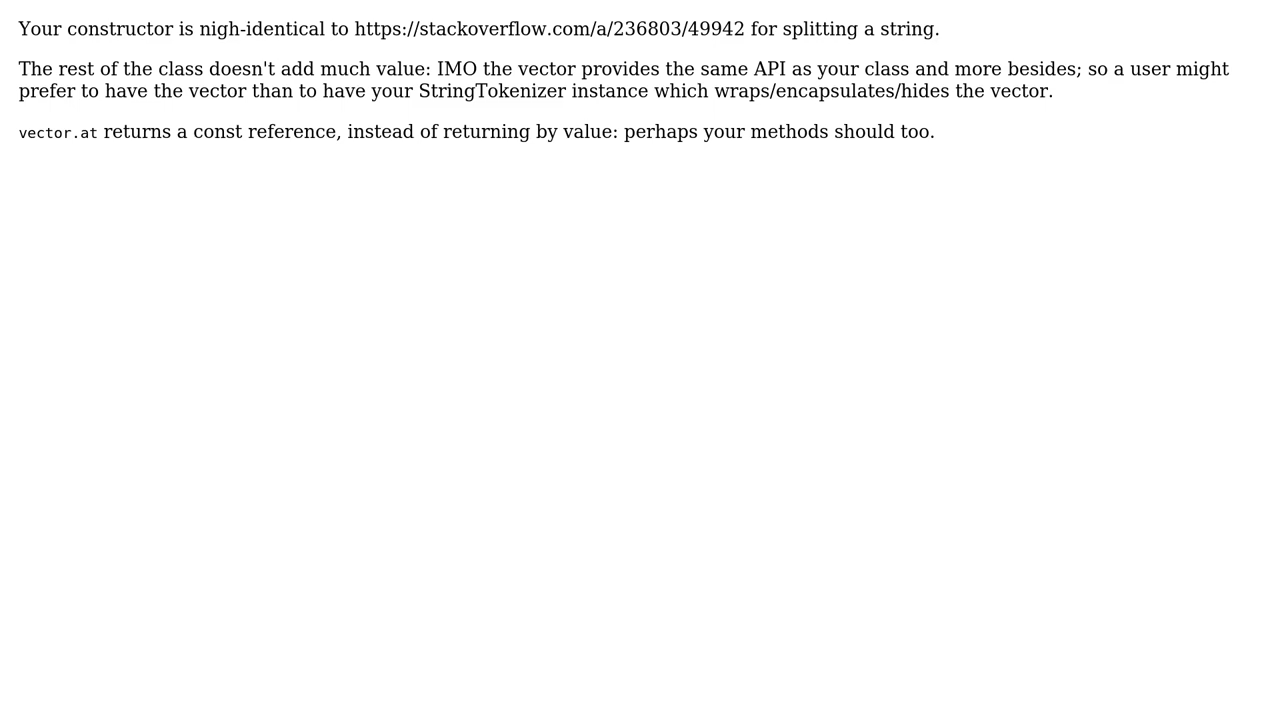 Your constructor is nigh-identical to https://stackoverflow.com/a/236803/49942 for splitting a string.
The rest of the class doesn't add much value: IMO the vector provides the same API as your class and more besides; so a user might
prefer to have the vector than to have your StringTokenizer instance which wraps/encapsulates/hides the vector.
vector.at returns a const reference, instead of returning by value: perhaps your methods should too.